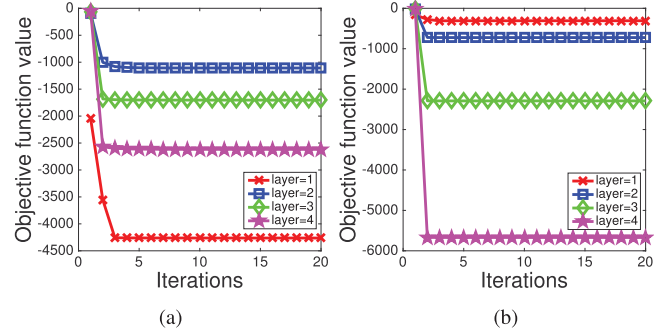 Objective function value
0
-500
-1000
-1500
-2000
-2500
-3000
-3500
-4000
-4500
0
5
10
15
20
Iterations
layer=1
layer=2
layer=3
layer=4
(a)
Objective function value
0
-1000
-2000
-3000
-4000
-5000
-6000
0
5
10
15
20
Iterations
layer=1
layer=2
layer=3
layer=4
(b)